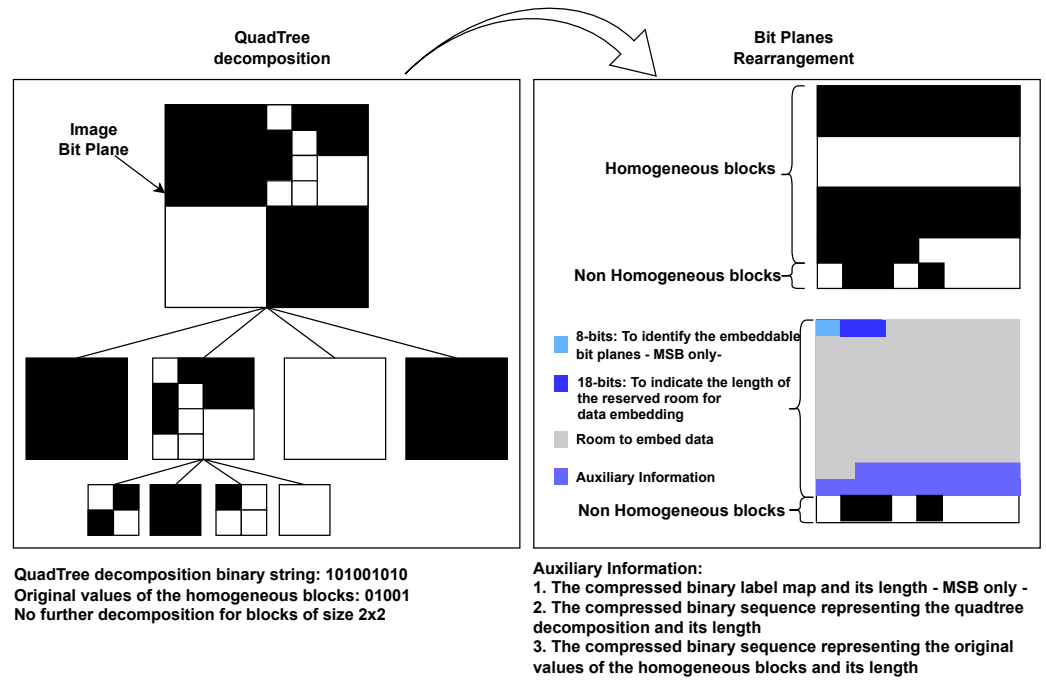 QuadTree
decomposition
Image
Bit Plane
QuadTree decomposition binary string: 101001010
Original values of the homogeneous blocks: 01001
No further decomposition for blocks of size 2x2
Bit Planes
Rearrangement
Homogeneous blocks
Non Homogeneous blocks
8-bits: To identify the embeddable
bit planes - MSB only-
18-bits: To indicate the length of
the reserved room for
data embedding
Room to embed data
Auxiliary Information
Non Homogeneous blocks
Auxiliary Information:
1. The compressed binary label map and its length - MSB only -
2. The compressed binary sequence representing the quadtree
decomposition and its length
3. The compressed binary sequence representing the original
values of the homogeneous blocks and its length